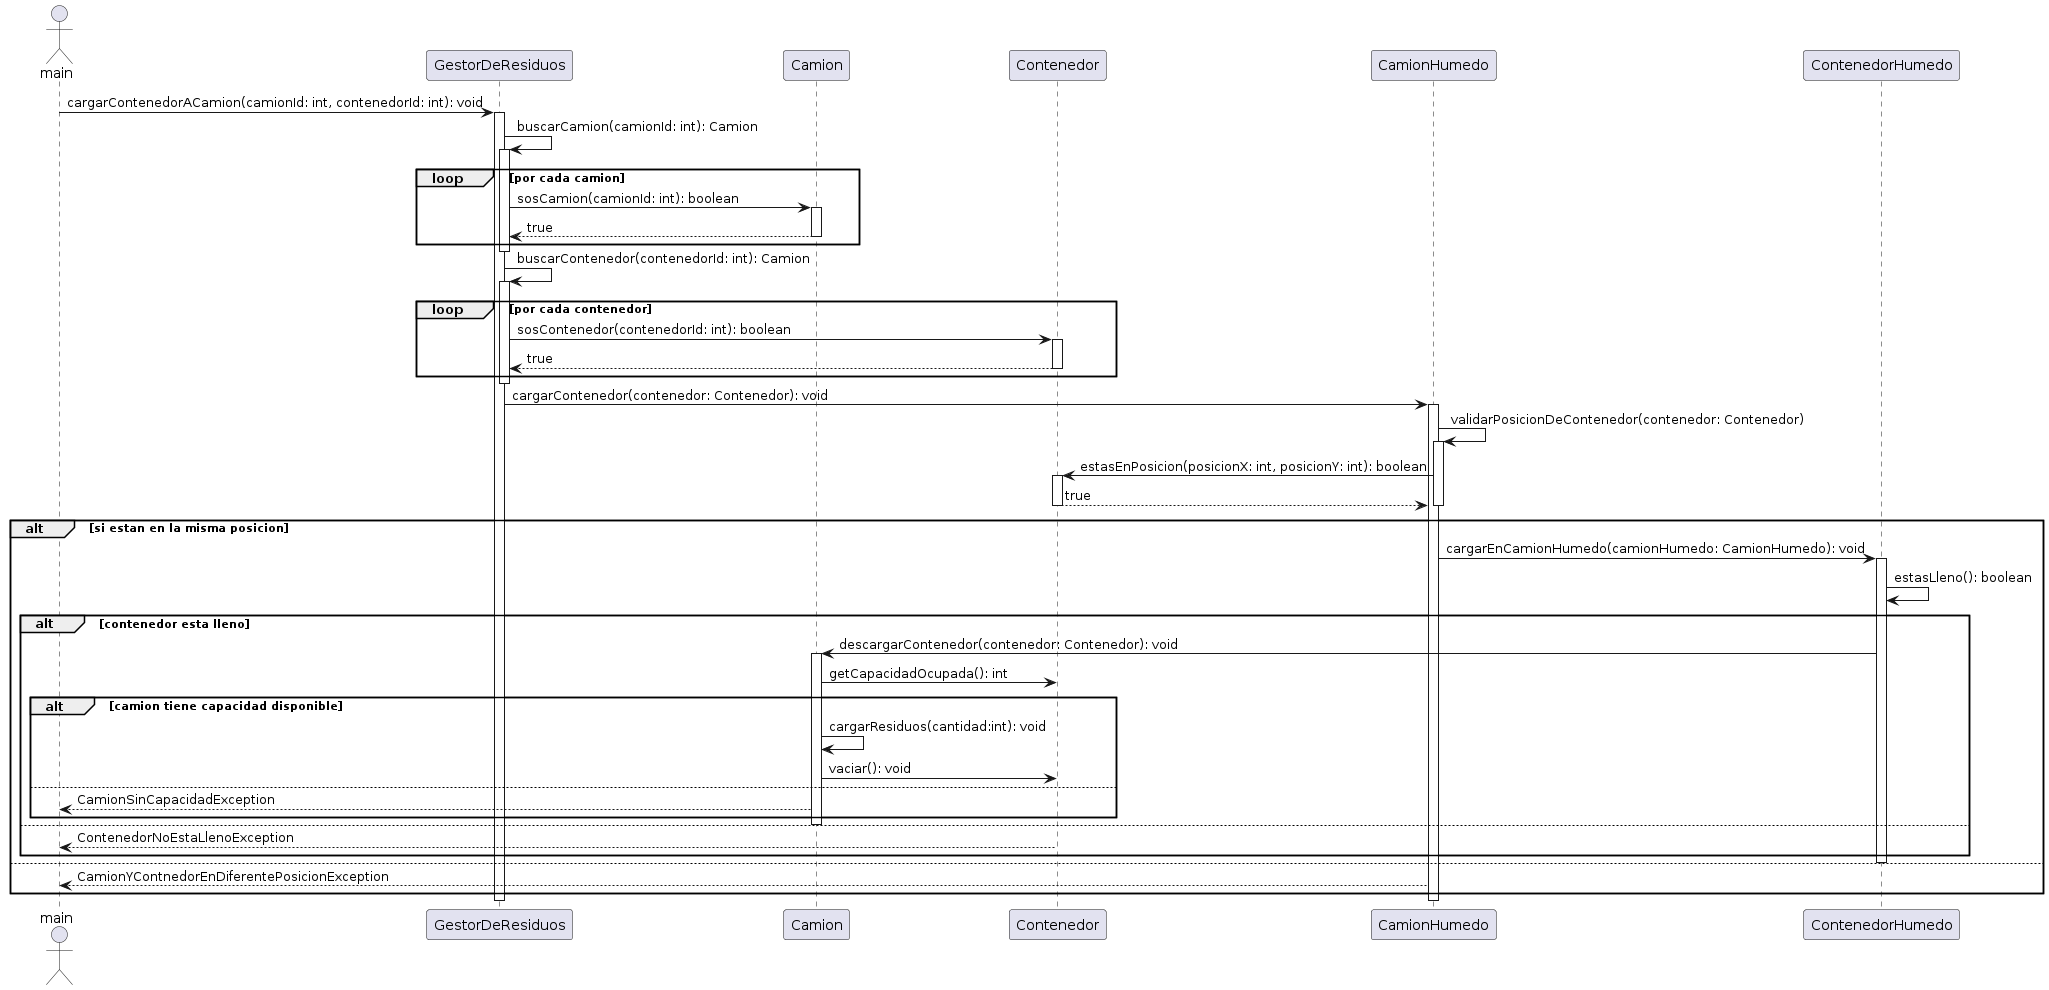 main
GestorDeResiduos
Camion
Contenedor
CamionHumedo
ContenedorHumedo
cargarContenedorACamion(camionId: int, contenedorId: int): void
buscarCamion(camionId: int): Camion
loop [por cada camion]
sosCamion(camionId: int): boolean
true
buscarContenedor(contenedorId: int): Camion
loop [por cada contenedor]
sosContenedor(contenedorId: int): boolean
true
cargarContenedor(contenedor: Contenedor): void
validarPosicionDeContenedor(contenedor: Contenedor)
estasEnPosicion(posicionX: int, posicionY: int): boolean
true
alt [si estan en la misma posicion]
cargarEnCamionHumedo(camionHumedo: CamionHumedo): void
estasLleno(): boolean
alt [contenedor esta lleno]
descargarContenedor(contenedor: Contenedor): void
getCapacidadOcupada(): int
alt [camion tiene capacidad disponible]
cargarResiduos(cantidad:int): void
vaciar(): void
CamionSinCapacidadException
ContenedorNoEstaLlenoException
CamionYContnedorEnDiferentePosicionException
main
GestorDeResiduos
Camion
Contenedor
CamionHumedo
ContenedorHumedo